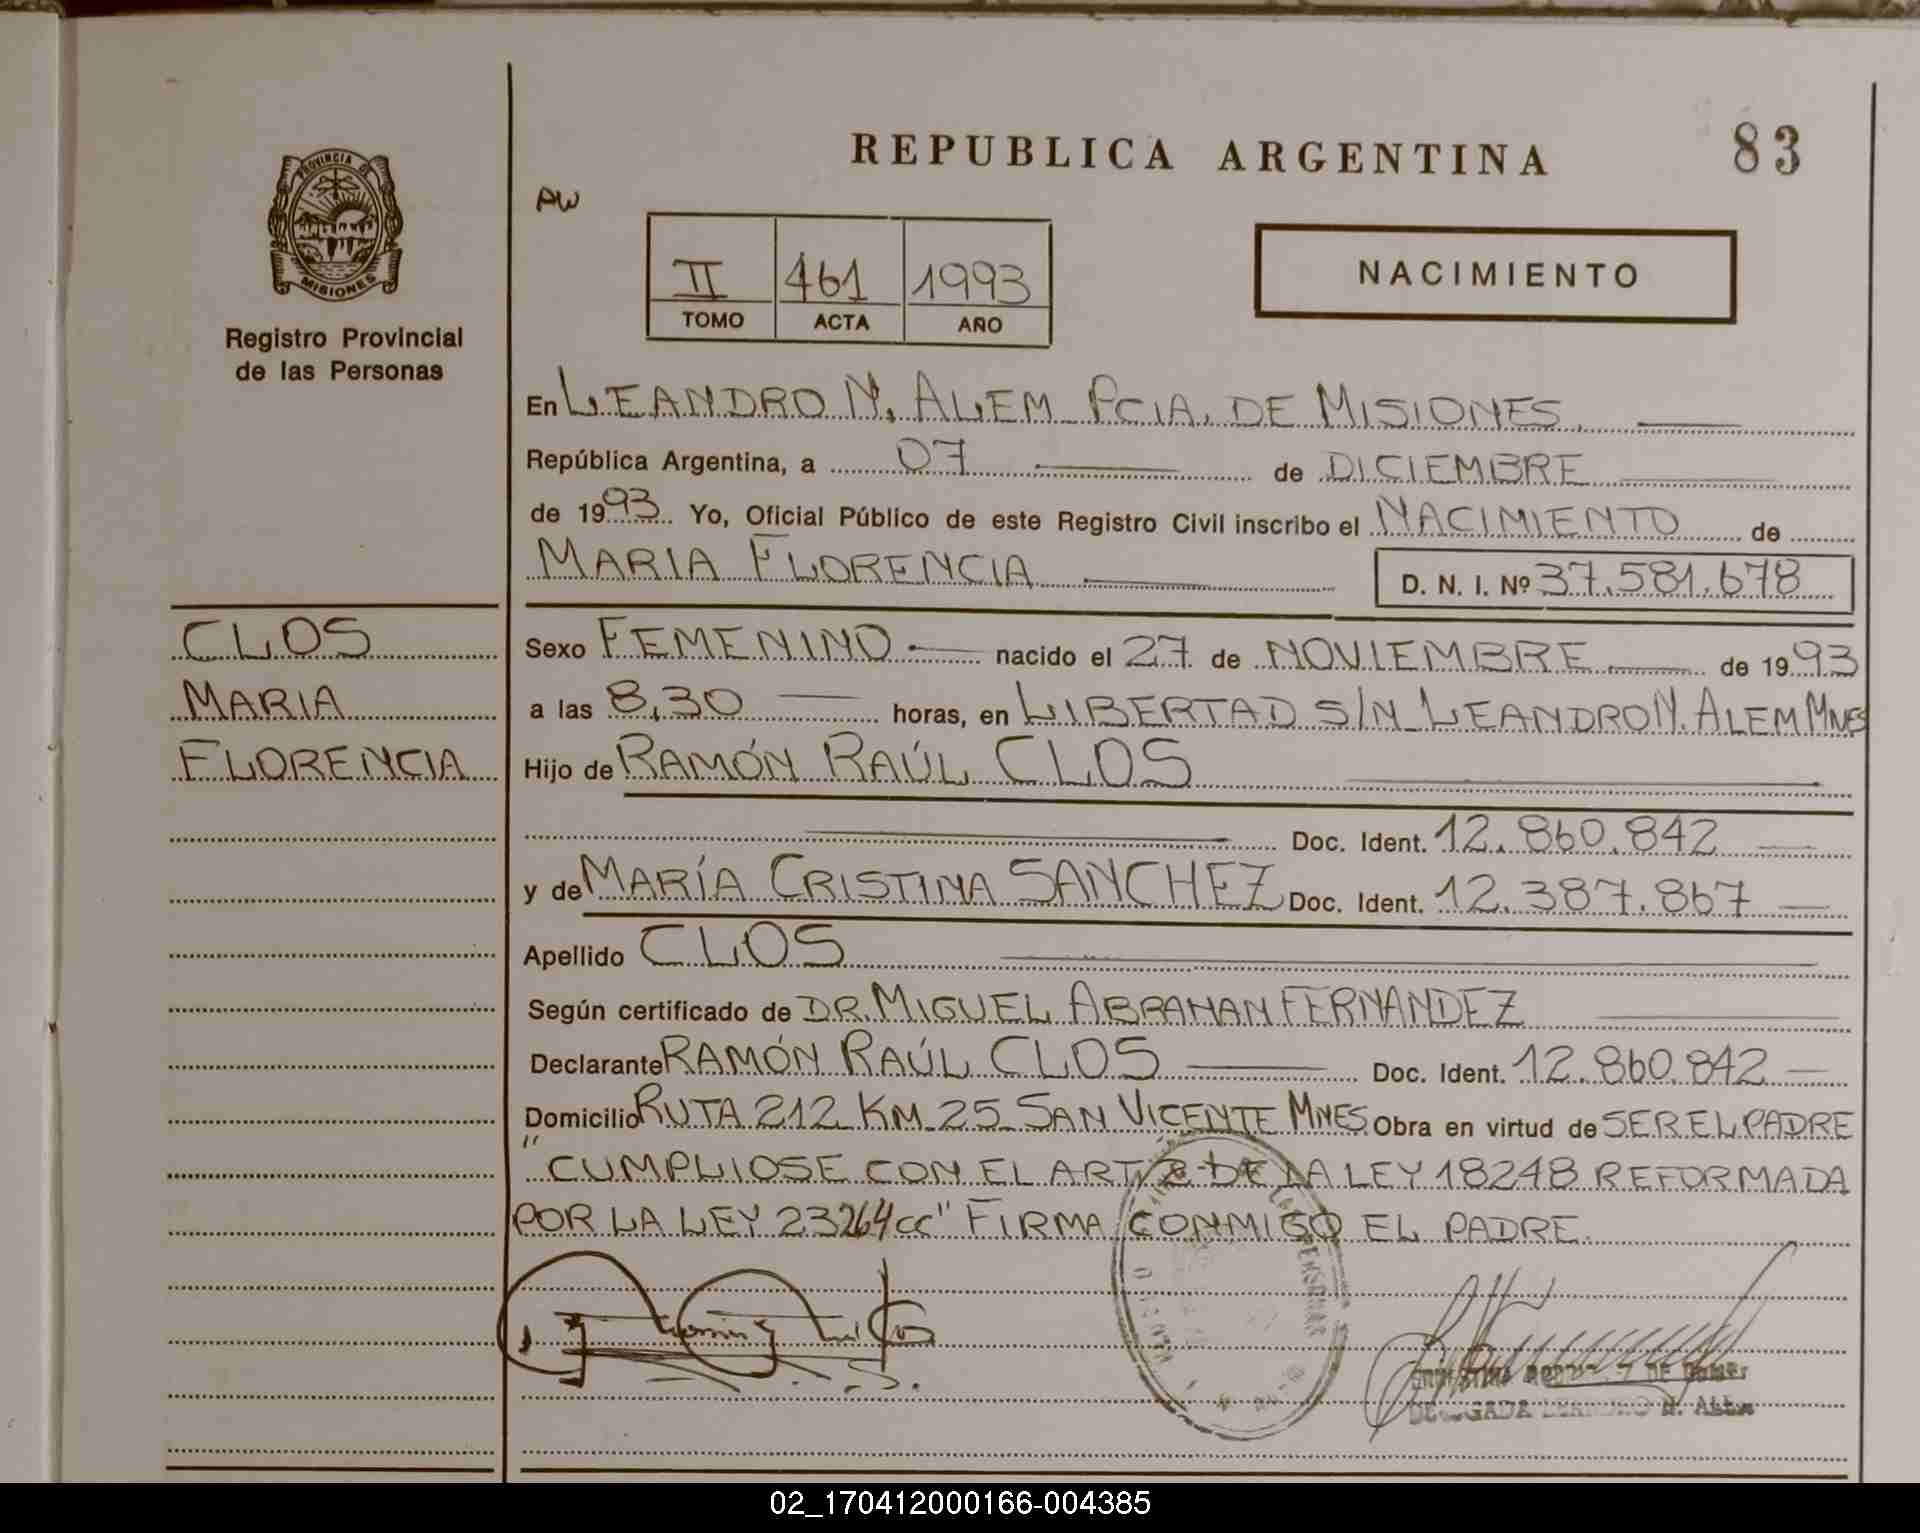 REPUBLICA ARGENTINA
83
PROVINCIA DE
MISIONES
Registro Provincial
de las Personas
AW
II 461 1993
TOMO ACTA AÑO
NACIMIENTO
En LEANDRO N. ALEM PCIA. DE MISIONES.
República Argentina, a 07 de DICIEMBRE
de 1993 Yo, Oficial Público de este Registro Civil inscribo el NACIMIENTO de
MARIA FLORENCIA D. N. I. Nº 37.581.678
CLOS
MARIA
FLORENCIA
Sexo FEMENINO nacido el 27 de NOVIEMBRE de 1993
a las 8,30 horas, en LIBERTAD S/N LEANDRO N. ALEM MNES
Hijo de RAMÓN RAÚL CLOS
Doc. Ident. 12.860.842
y de MARÍA CRISTINA SANCHEZ Doc. Ident. 12.387.867
Apellido CLOS
Según certificado de DR. MIGUEL ABRAHAN FERNANDEZ
Declarante RAMÓN RAÚL CLOS Doc. Ident. 12.860.842
Domicilio RUTA 212 KM 25 SAN VICENTE MNES. Obra en virtud de SER EL PADRE
"CUMPLIOSE CON EL ART 2 DE LA LEY 18248 REFORMADA
POR LA LEY 23264 cc" FIRMA CONMIGO EL PADRE.
DE
N.
02_170412000166-004385